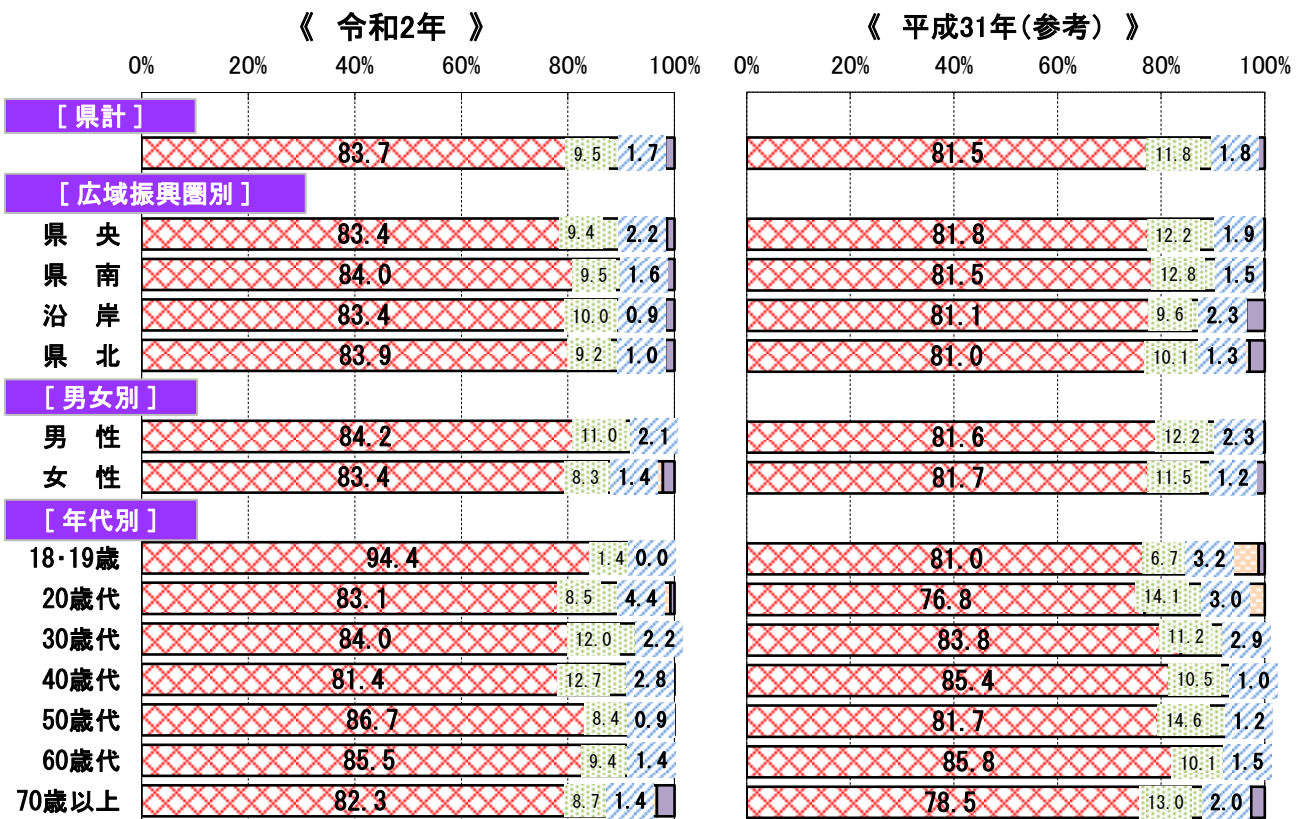 《 令和2年 》 《 平成31年(参考) 》
0% 20% 40% 60% 80% 100% 0% 20% 40% 60% 80% 100%
[ 県計 ]
83.7 9.5 1.7 81.5 11.8 1.8
[ 広域振興圏別 ]
県 央 83.4 9.4 2.2 81.8 12.2 1.9
県 南 84.0 9.5 1.6 81.5 12.8 1.5
沿 岸 83.4 10.0 0.9 81.1 9.6 2.3
県 北 83.9 9.2 1.0 81.0 10.1 1.3
[ 男女別 ]
男 性 84.2 11.0 2.1 81.6 12.2 2.3
女 性 83.4 8.3 1.4 81.7 11.5 1.2
[ 年代別 ]
18・19歳 94.4 1.4 0.0 81.0 6.7 3.2
20歳代 83.1 8.5 4.4 76.8 14.1 3.0
30歳代 84.0 12.0 2.2 83.8 11.2 2.9
40歳代 81.4 12.7 2.8 85.4 10.5 1.0
50歳代 86.7 8.4 0.9 81.7 14.6 1.2
60歳代 85.5 9.4 1.4 85.8 10.1 1.5
70歳以上 82.3 8.7 1.4 78.5 13.0 2.0